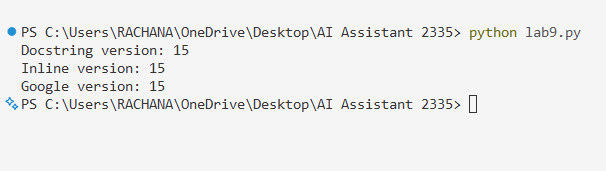 PS C:\Users\RACHANA\OneDrive\Desktop\AI Assistant 2335> python lab9.py
Docstring version: 15
Inline version: 15
Google version: 15
PS C:\Users\RACHANA\OneDrive\Desktop\AI Assistant 2335>